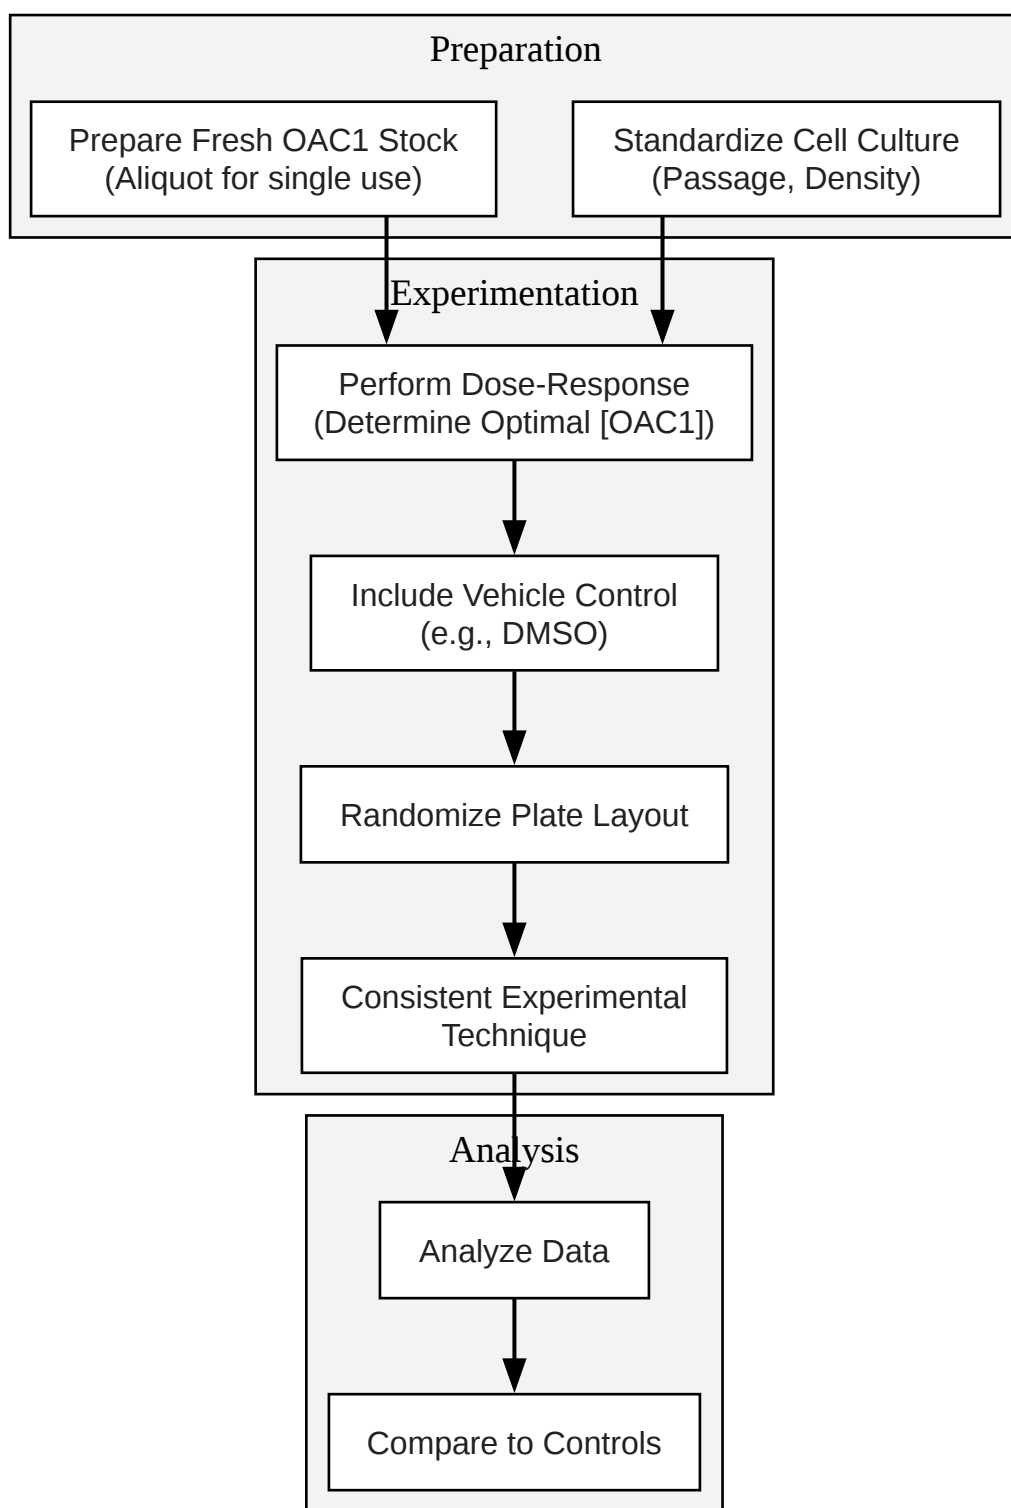 Preparation
Prepare Fresh OAC1 Stock
(Aliquot for single use)
Standardize Cell Culture
(Passage, Density)
Experimentation
Perform Dose-Response
(Determine Optimal [OAC1])
Include Vehicle Control
(e.g., DMSO)
Randomize Plate Layout
Consistent Experimental
Technique
Analysis
Analyze Data
Compare to Controls